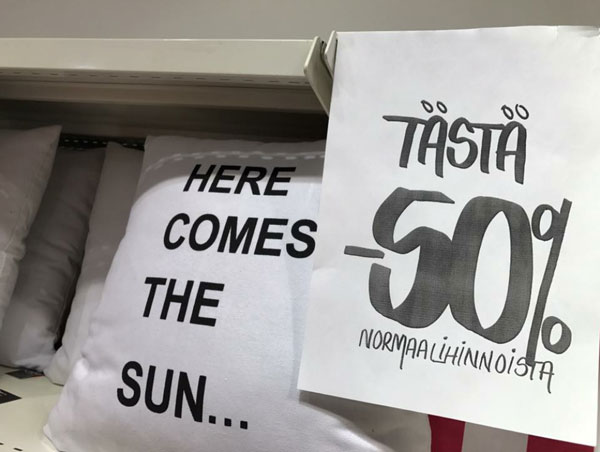 HERE
COMES
THE
SUN...
TÄSTÄ
-50%
NORMAALIHINNOISTA